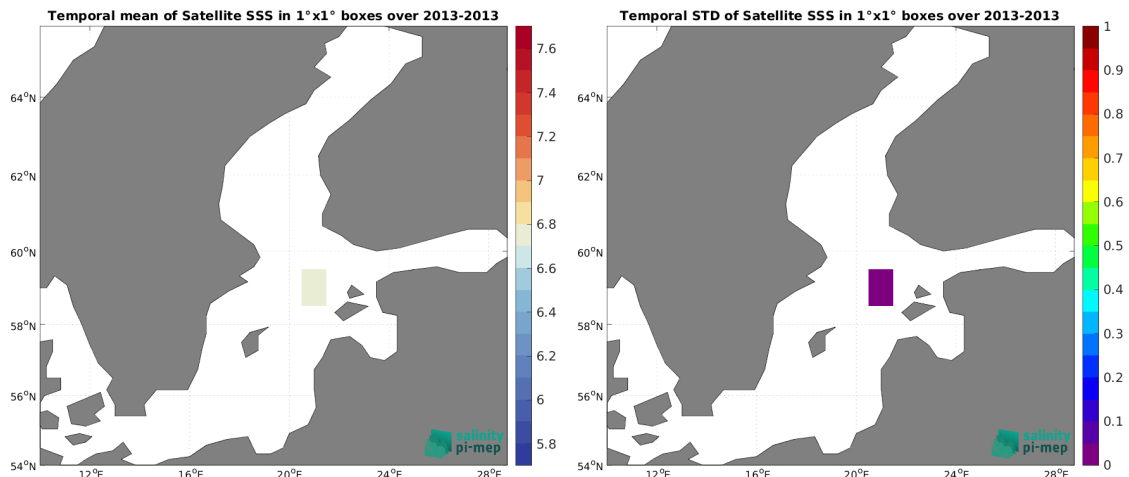 Temporal mean of Satellite SSS in 1°x1° boxes over 2013-2013
64°N
62°N
60°N
58°N
56°N
54°N
12°E
16°E
20°E
24°E
28°E
7.6
7.4
7.2
7
6.8
6.6
6.4
6.2
6
5.8
salinity
pi-mep
Temporal STD of Satellite SSS in 1°x1° boxes over 2013-2013
64°N
62°N
60°N
58°N
56°N
54°N
12°E
16°E
20°E
24°E
28°E
1
0.9
0.8
0.7
0.6
0.5
0.4
0.3
0.2
0.1
0
salinity
pi-mep